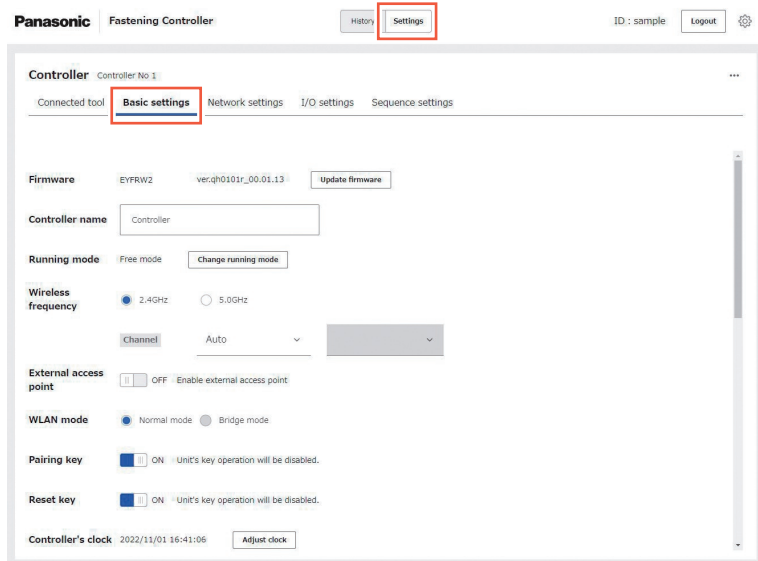 Panasonic Fastening Controller History Settings ID : sample Logout
Controller Controller No 1
Connected tool Basic settings Network settings I/O settings Sequence settings
Firmware EYFRW2 ver.qh0101r_00.01.13 Update firmware
Controller name Controller
Running mode Free mode Change running mode
Wireless
frequency 2.4GHz 5.0GHz
Channel Auto
External access
point OFF Enable external access point
WLAN mode Normal mode Bridge mode
Pairing key ON Unit's key operation will be disabled.
Reset key ON Unit's key operation will be disabled.
Controller's clock 2022/11/01 16:41:06 Adjust clock